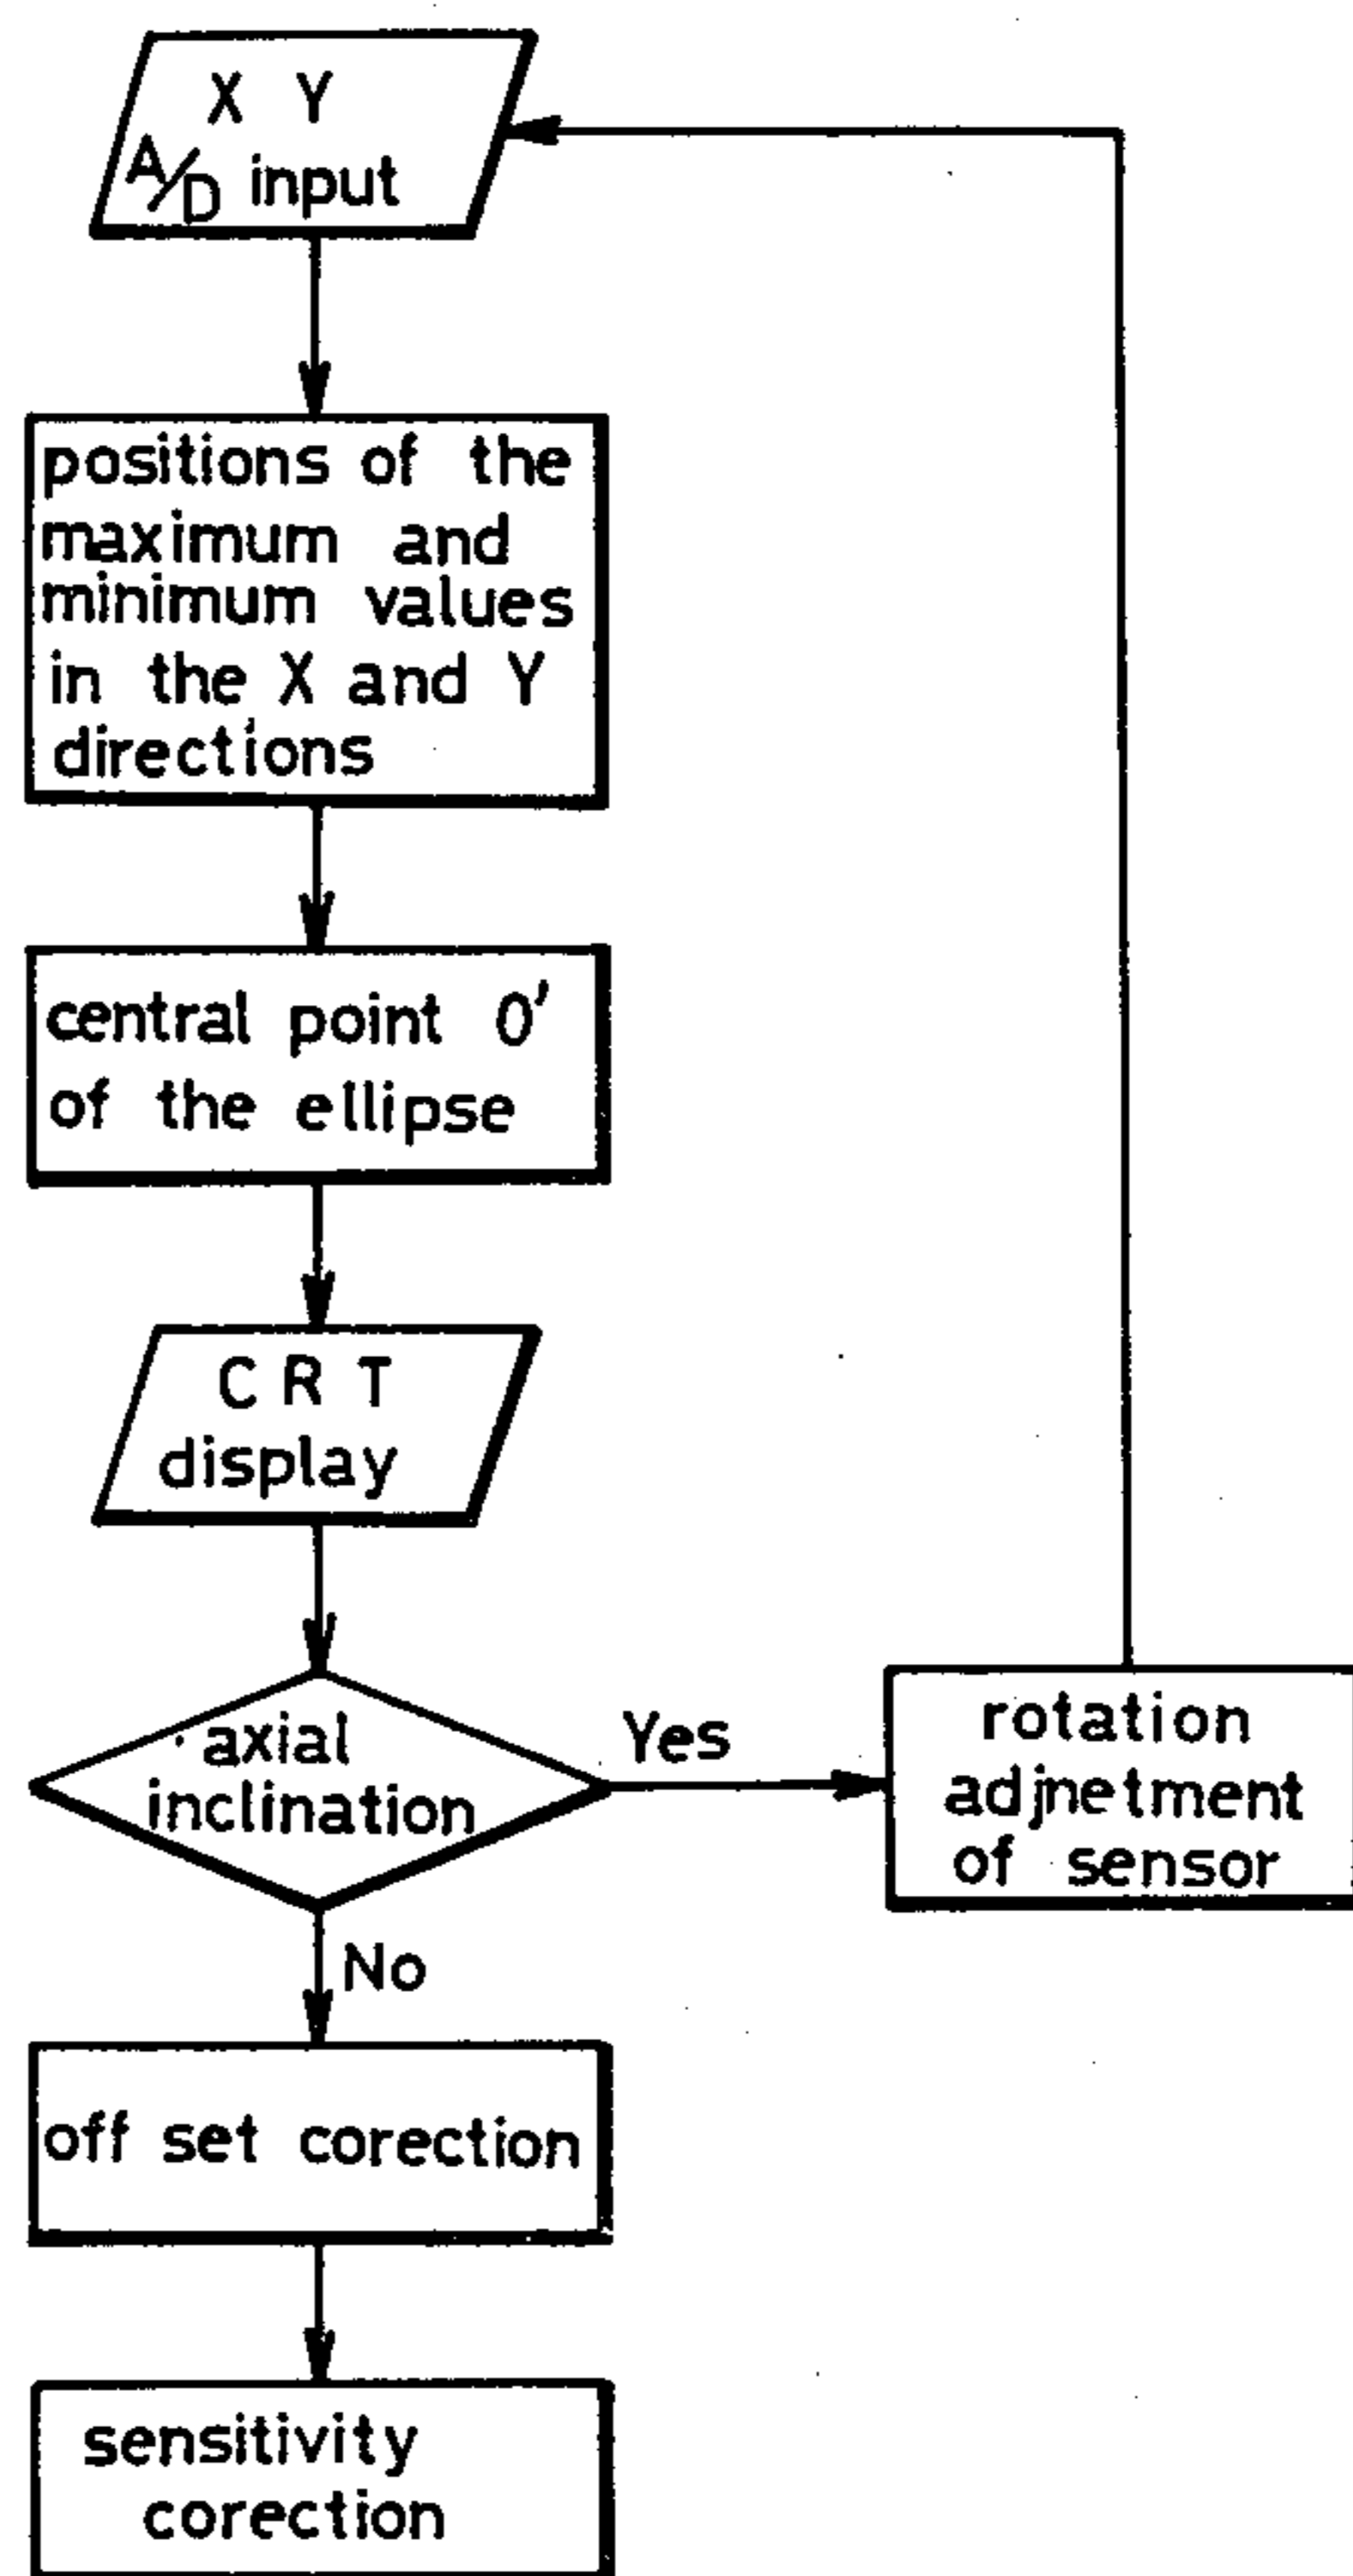 X Y
A/D input
positions of the
maximum and
minimum values
in the X and Y
directions
central point O'
of the ellipse
C R T
display
axial
inclination
Yes
rotation
adjnetment
of sensor
No
off set corection
sensitivity
corection